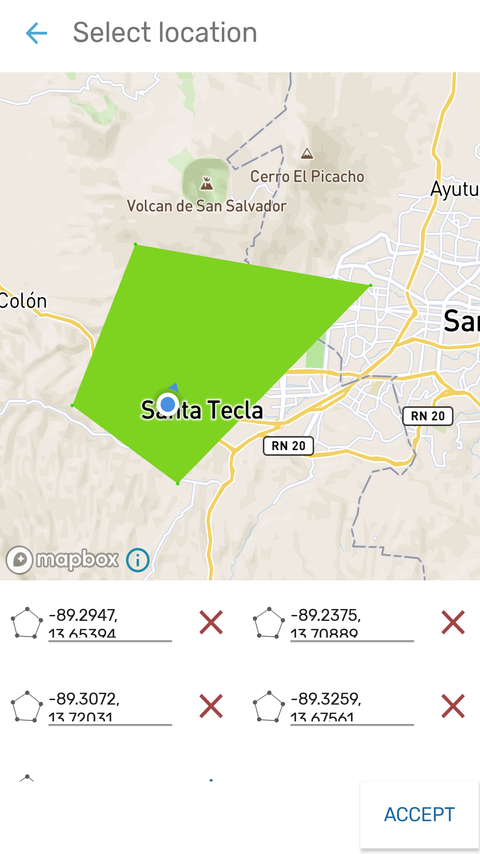 Select location
Cerro El Picacho
Volcan de San Salvador
Ayutu
Colón
Sa
Santa Tecla
RN 20
RN 20
mapbox
-89.2947,
13.65394
-89.2375,
13.70889
-89.3072,
13.72031
-89.3259,
13.67561
ACCEPT